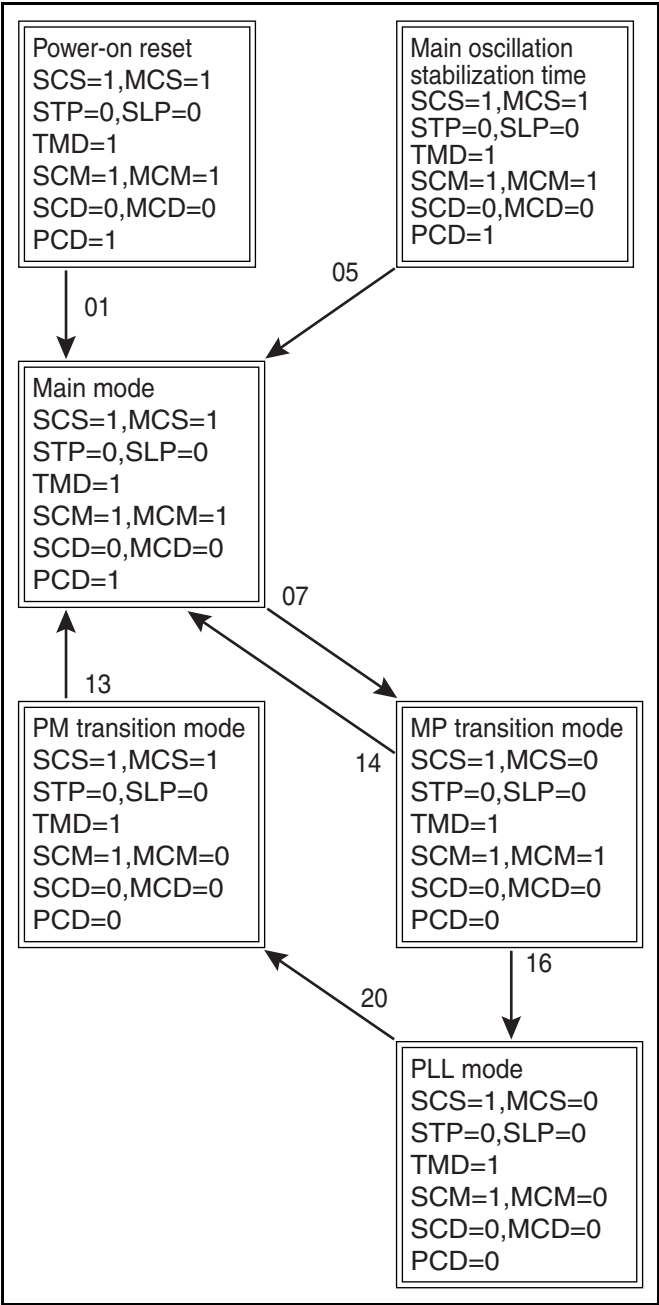 Power-on reset
SCS=1,MCS=1
STP=0,SLP=0
TMD=1
SCM=1,MCM=1
SCD=0,MCD=0
PCD=1
Main oscillation
stabilization time
SCS=1,MCS=1
STP=0,SLP=0
TMD=1
SCM=1,MCM=1
SCD=0,MCD=0
PCD=1
01
05
Main mode
SCS=1,MCS=1
STP=0,SLP=0
TMD=1
SCM=1,MCM=1
SCD=0,MCD=0
PCD=1
07
13
14
PM transition mode
SCS=1,MCS=1
STP=0,SLP=0
TMD=1
SCM=1,MCM=0
SCD=0,MCD=0
PCD=0
MP transition mode
SCS=1,MCS=0
STP=0,SLP=0
TMD=1
SCM=1,MCM=1
SCD=0,MCD=0
PCD=0
16
20
PLL mode
SCS=1,MCS=0
STP=0,SLP=0
TMD=1
SCM=1,MCM=0
SCD=0,MCD=0
PCD=0